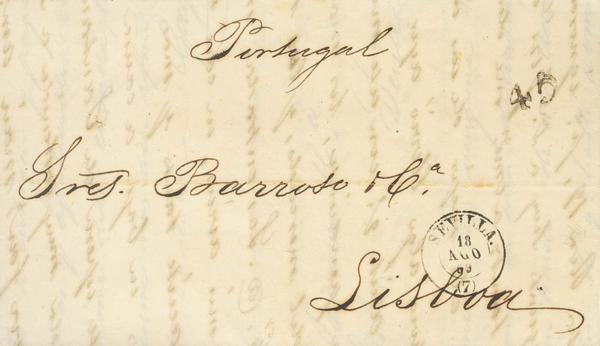 Portugal
45
Sres. Barroso & Cª.
SEVILLA.
18
AGO
(7)
Lisboa